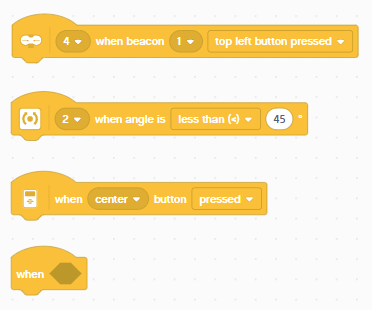 4 when beacon 1 top left button pressed
2 when angle is less than (<) 45 °
when center button pressed
when